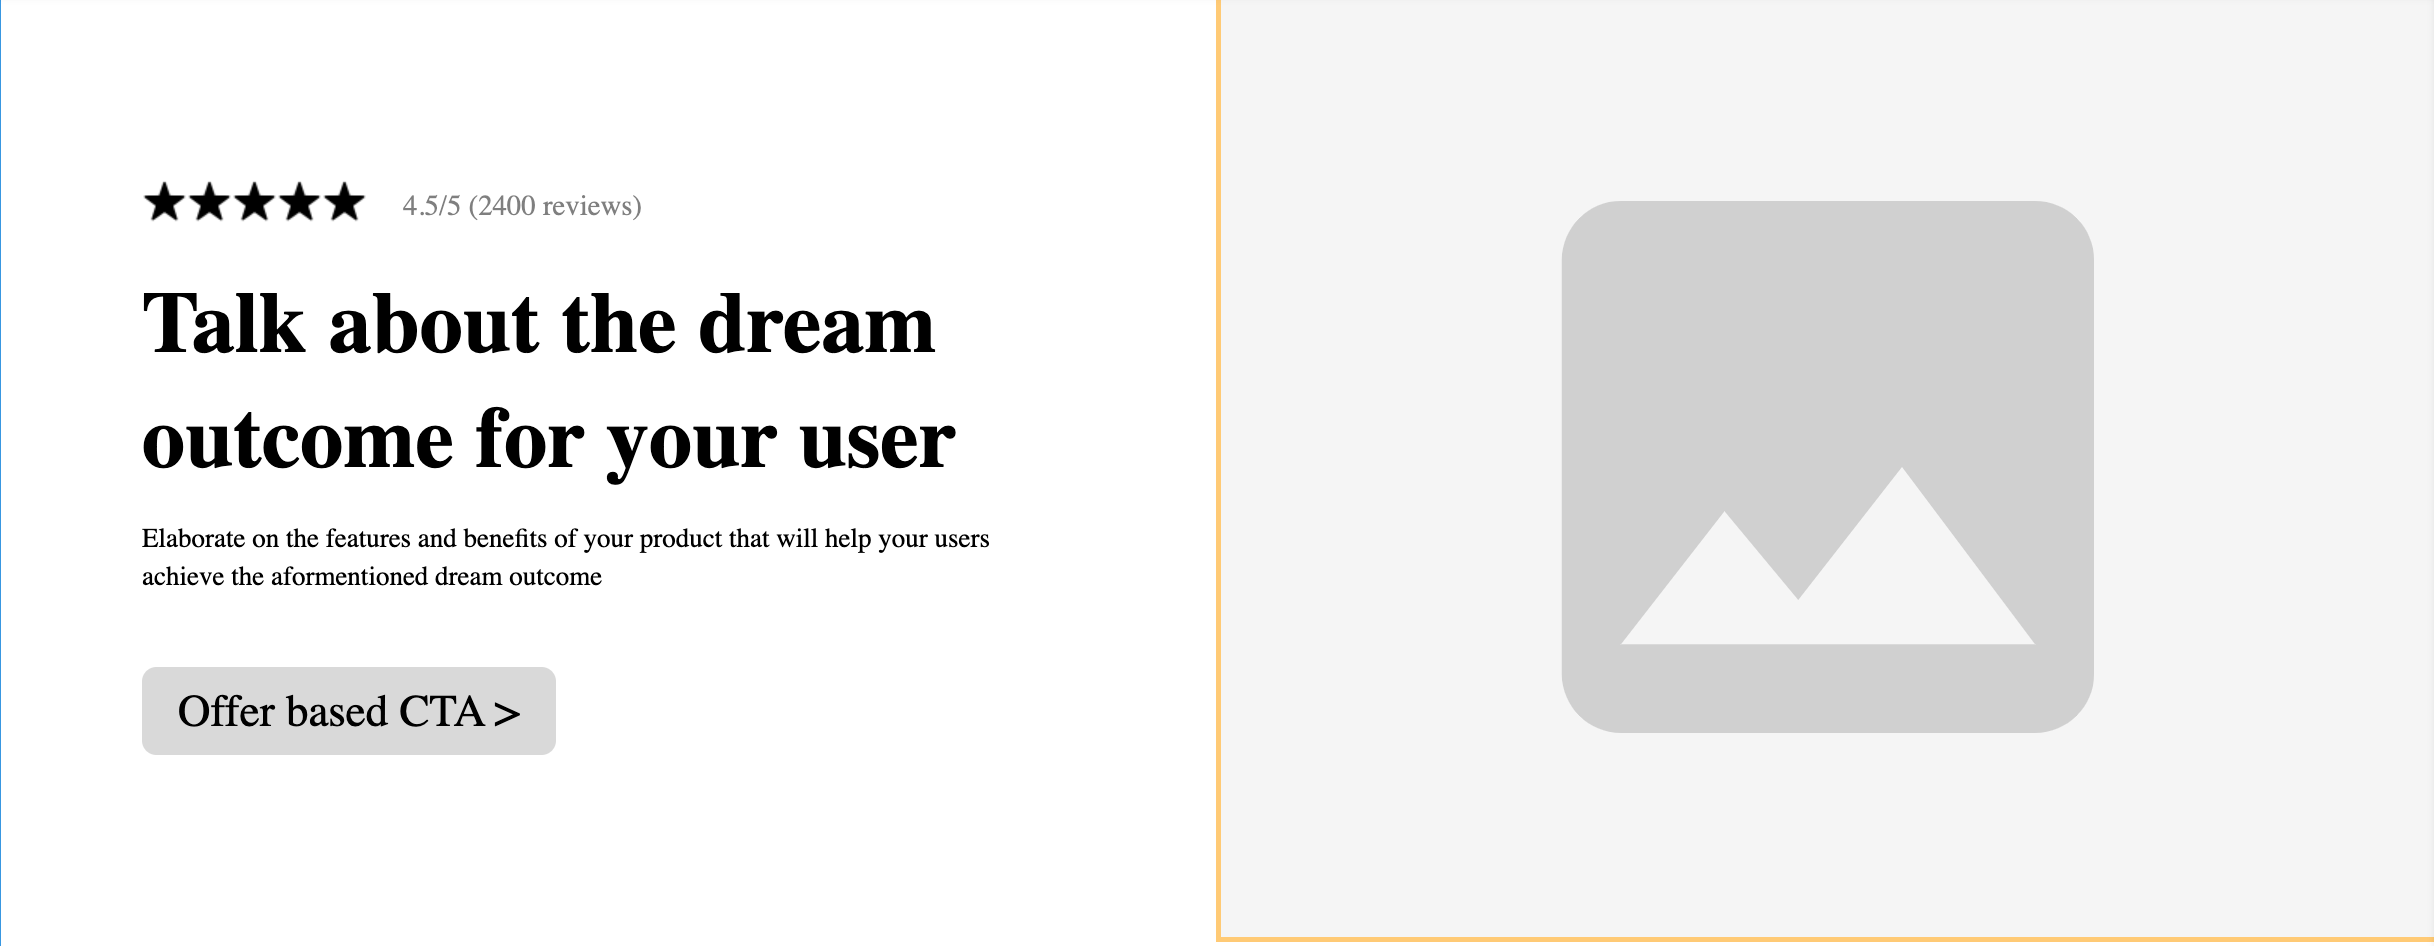 ★★★★★ 4.5/5 (2400 reviews)
Talk about the dream
outcome for your user
Elaborate on the features and benefits of your product that will help your users
achieve the aformentioned dream outcome
Offer based CTA >